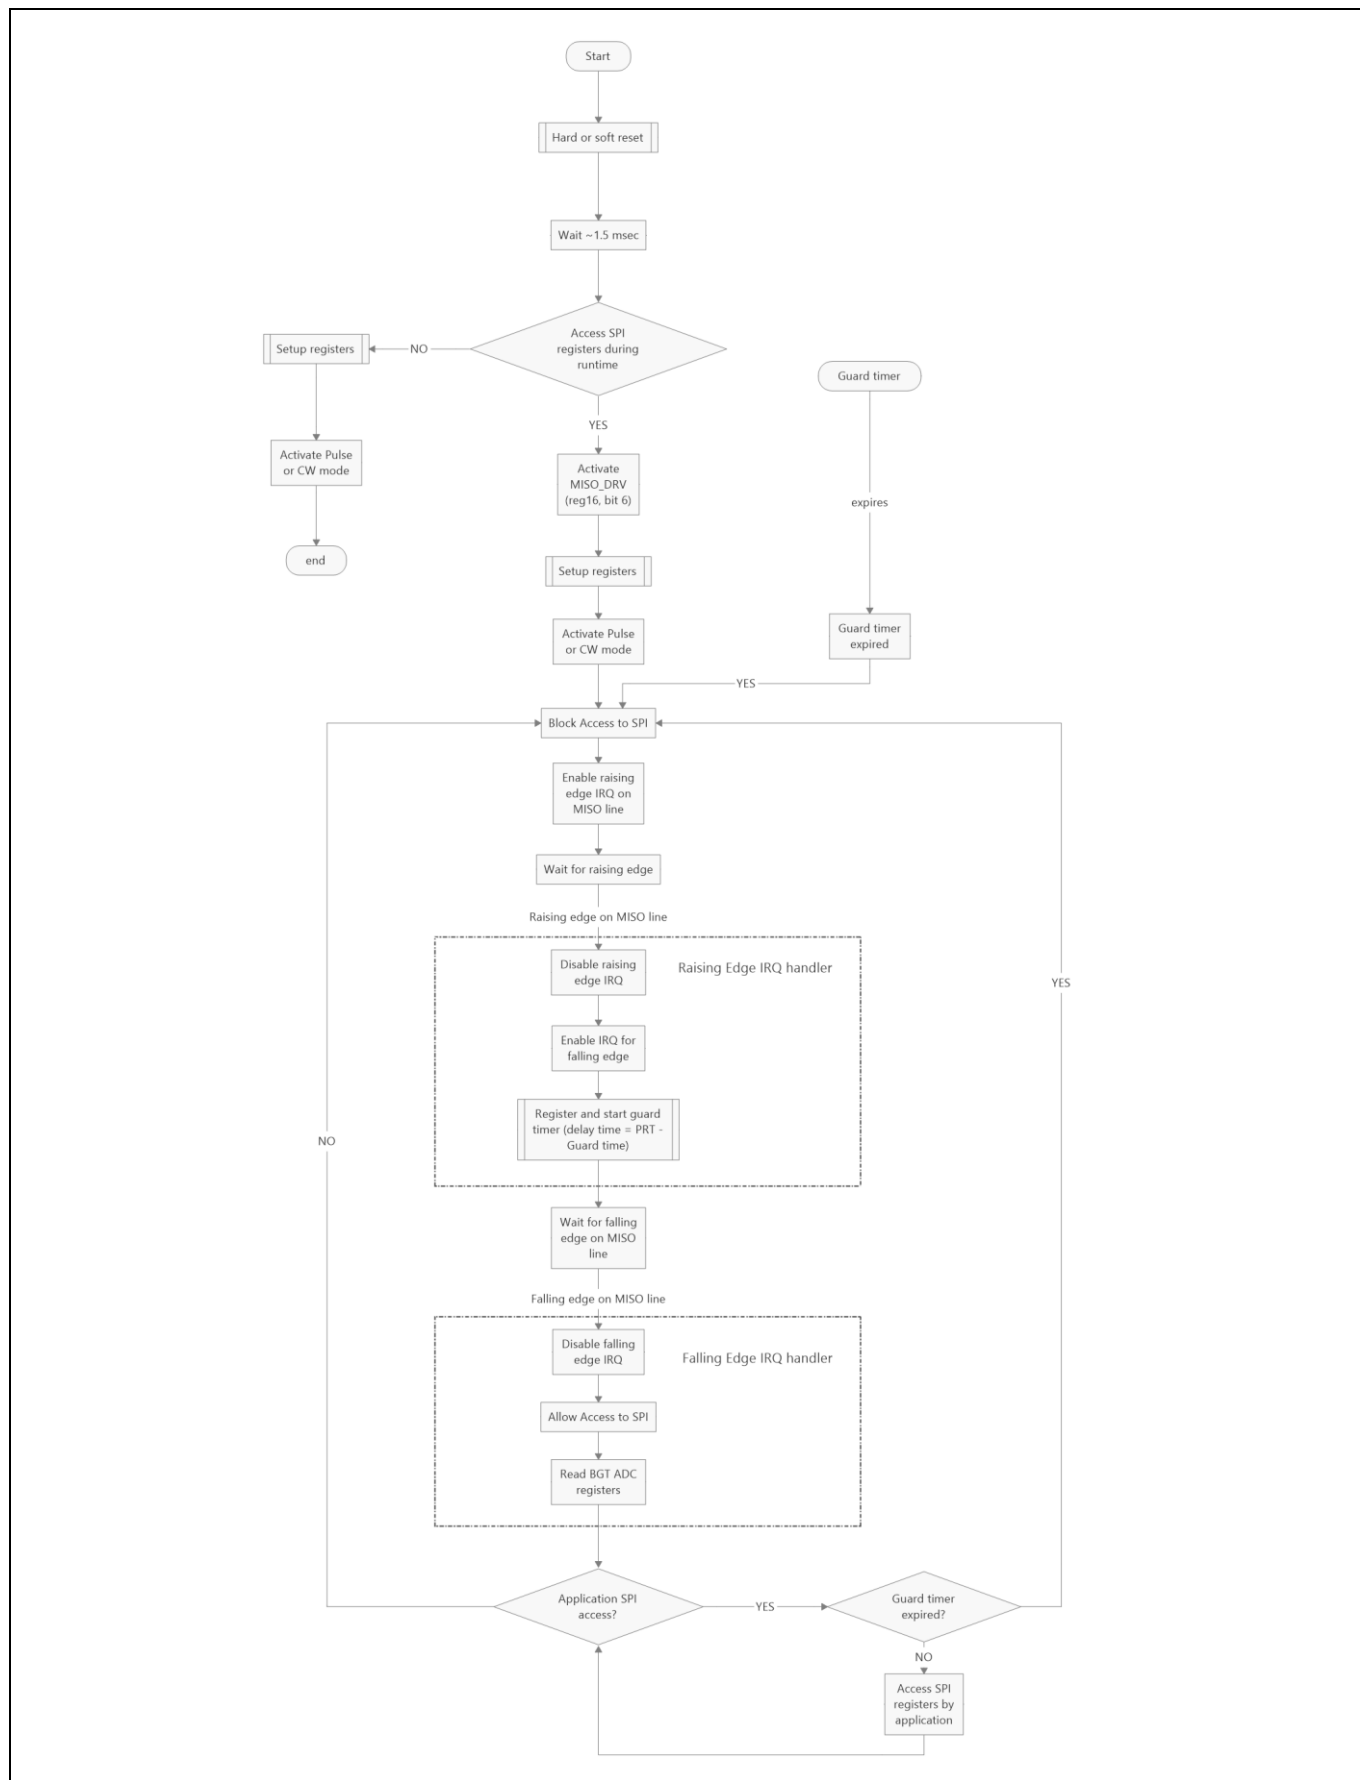 Start
Hard or soft reset
Wait ~1.5 msec
Access SPI
registers during
runtime
NO
Setup registers
Activate Pulse
or CW mode
end
YES
Activate
MISO_DRV
(reg16, bit 6)
Setup registers
Activate Pulse
or CW mode
Guard timer
expires
Guard timer
expired
YES
Block Access to SPI
Enable raising
edge IRQ on
MISO line
Wait for raising edge
Raising edge on MISO line
Disable raising
edge IRQ
Raising Edge IRQ handler
Enable IRQ for
falling edge
Register and start guard
timer (delay time = PRT -
Guard time)
NO
YES
Wait for falling
edge on MISO
line
Falling edge on MISO line
Disable falling
edge IRQ
Falling Edge IRQ handler
Allow Access to SPI
Read BGT ADC
registers
Application SPI
access?
YES
Guard timer
expired?
NO
Access SPI
registers by
application